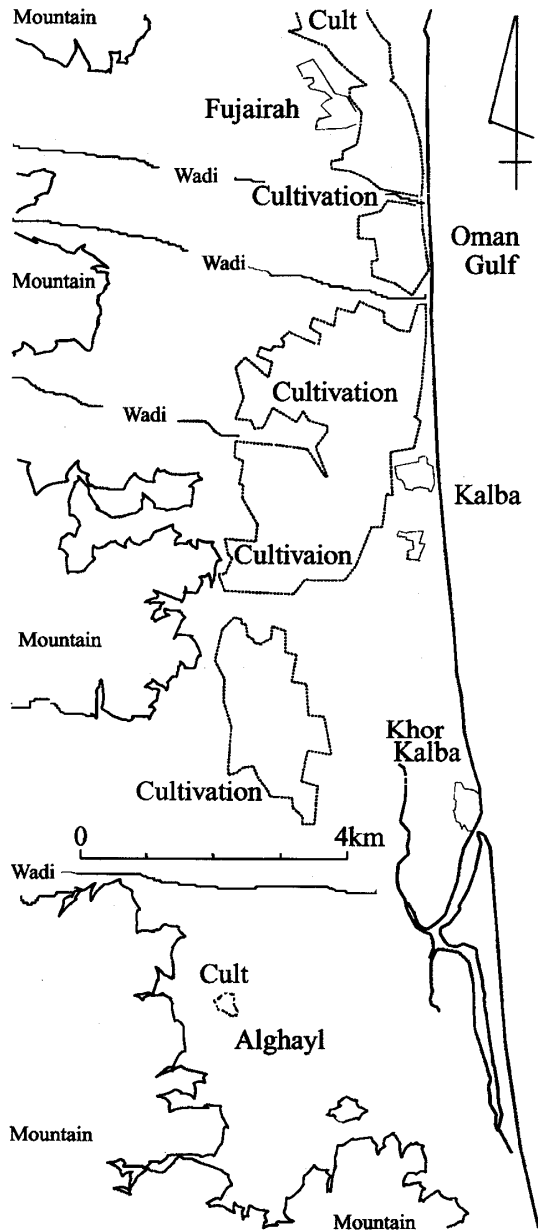 Mountain
Cult
Fujairah
Wadi
Cultivation
Oman
Gulf
Wadi
Mountain
Cultivation
Wadi
Kalba
Cultivaion
Mountain
Khor
Kalba
Cultivation
0 4km
Wadi
Cult
Alghayl
Mountain
Mountain